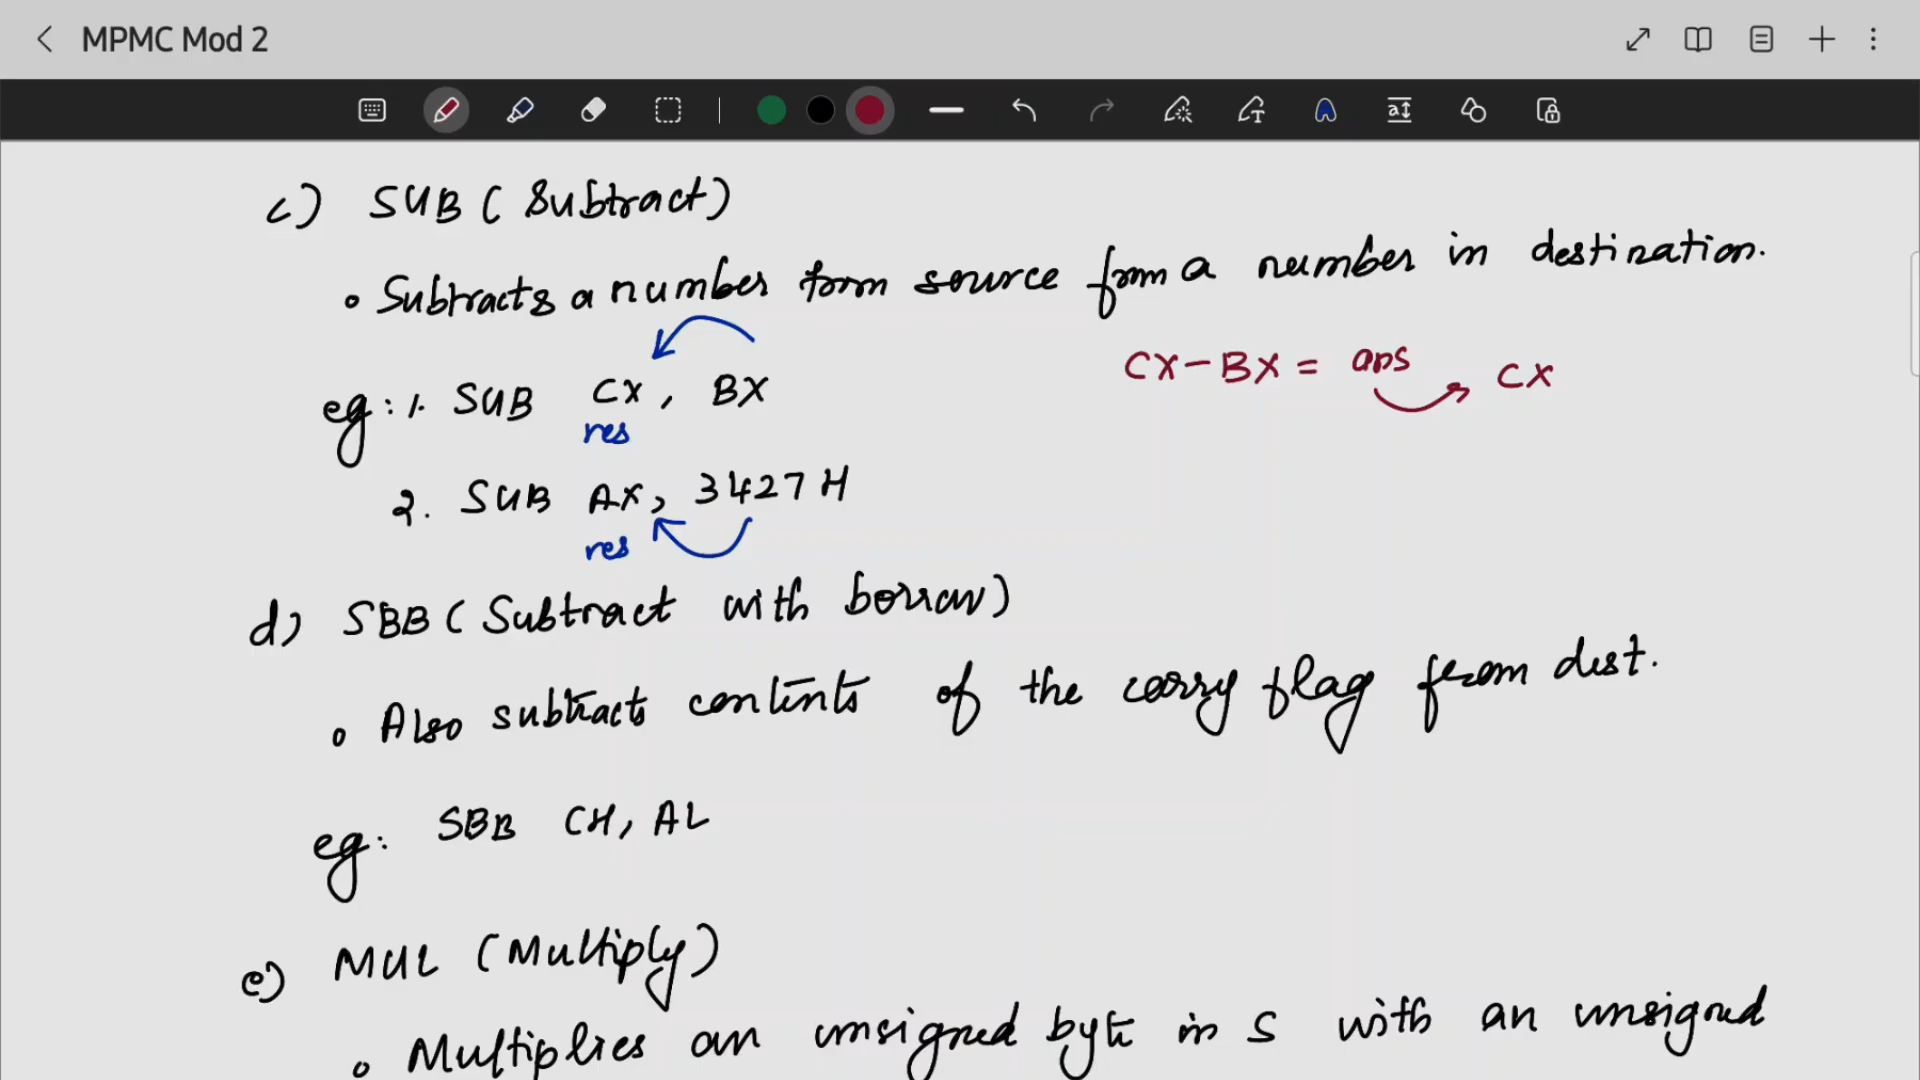 MPMC Mod 2
c) SUB ( Subtract)
• Subtracts a number form source from a number in destination.
eg : 1. SUB CX, BX
res
CX - BX = ans CX
2. SUB AX, 3427 H
res
d) SBB ( Subtract with borrow)
• Also subtracts contents of the carry flag from dest.
eg: SBB CH, AL
e) MUL (Multiply)
• Multiplies an unsigned byte in S with an unsigned